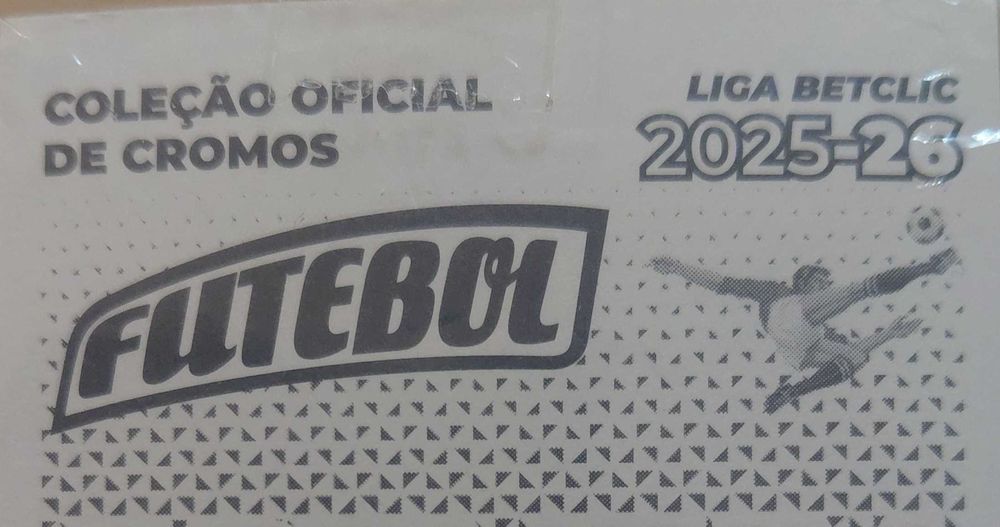 COLEÇÃO OFICIAL
DE CROMOS
LIGA BETCLIC
2025-26
FUTEBOL